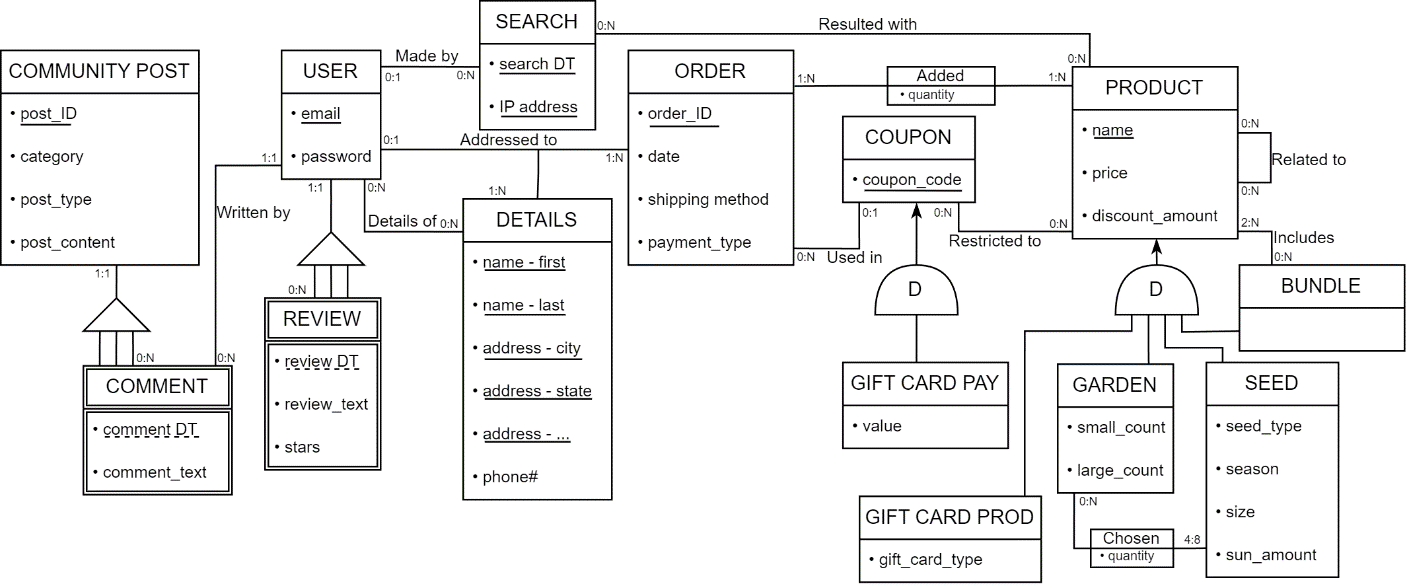 COMMUNITY POST
• post_ID
• category
• post_type
• post_content
1:1
0:N
COMMENT
• comment DT
• comment_text
0:N
Written by
1:1
USER
• email
• password
1:1
0:N
REVIEW
• review DT
• review_text
• stars
0:1
Made by
0:N
SEARCH
• search DT
• IP address
0:N
Resulted with
0:N
0:1
Addressed to
1:N
1:N
0:N
Details of
0:N
DETAILS
• name - first
• name - last
• address - city
• address - state
• address - ...
• phone#
ORDER
• order_ID
• date
• shipping method
• payment_type
1:N
Added
• quantity
1:N
0:N
Used in
0:1
COUPON
• coupon_code
0:N
Restricted to
0:N
D
GIFT CARD PAY
• value
PRODUCT
• name
• price
• discount_amount
0:N
Related to
0:N
2:N
Includes
0:N
BUNDLE
D
GIFT CARD PROD
• gift_card_type
GARDEN
• small_count
• large_count
0:N
Chosen
• quantity
4:8
SEED
• seed_type
• season
• size
• sun_amount